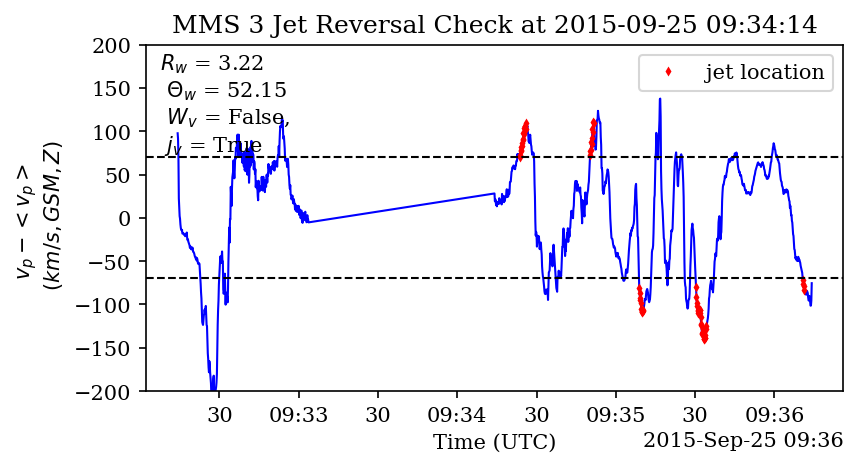 MMS 3 Jet Reversal Check at 2015-09-25 09:34:14
R_w = 3.22
Θ_w = 52.15
W_v = False,
j_v = True
jet location
200
150
100
50
0
−50
−100
−150
−200
v_p − < v_p >
(km/s, GSM, Z)
30 09:33 30 09:34 30 09:35 30 09:36
Time (UTC)
2015-Sep-25 09:36